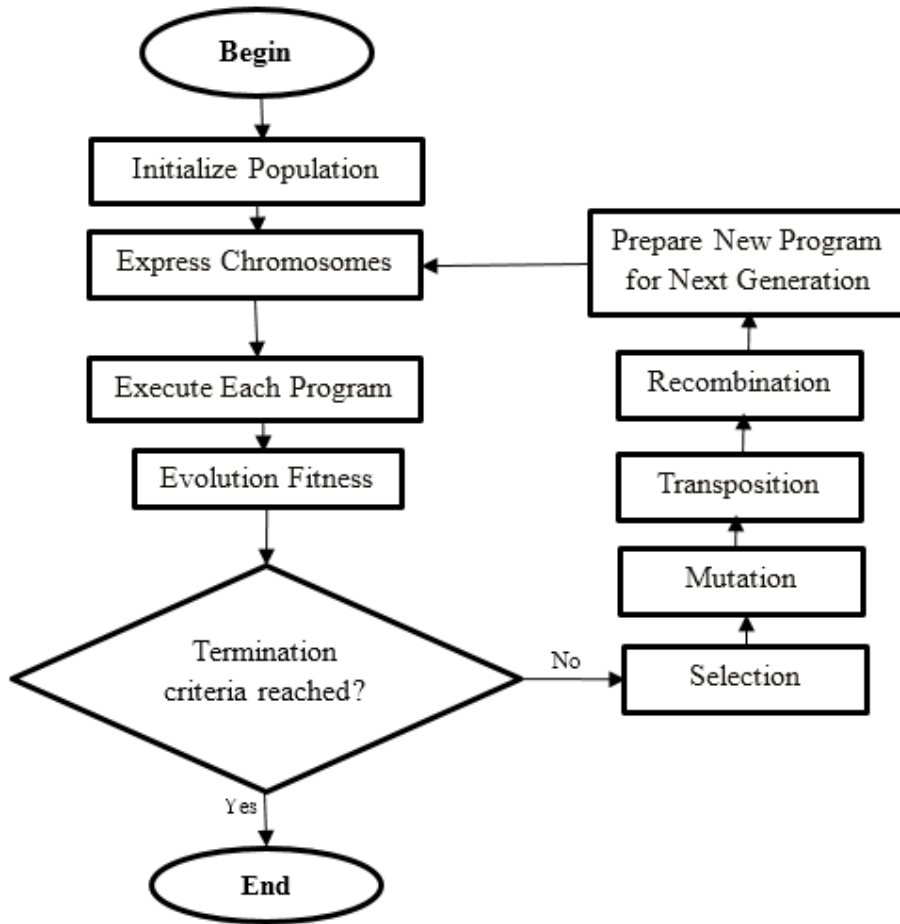 Begin
Initialize Population
Express Chromosomes
Execute Each Program
Evolution Fitness
Termination
criteria reached?
Yes
End
No
Selection
Mutation
Transposition
Recombination
Prepare New Program
for Next Generation